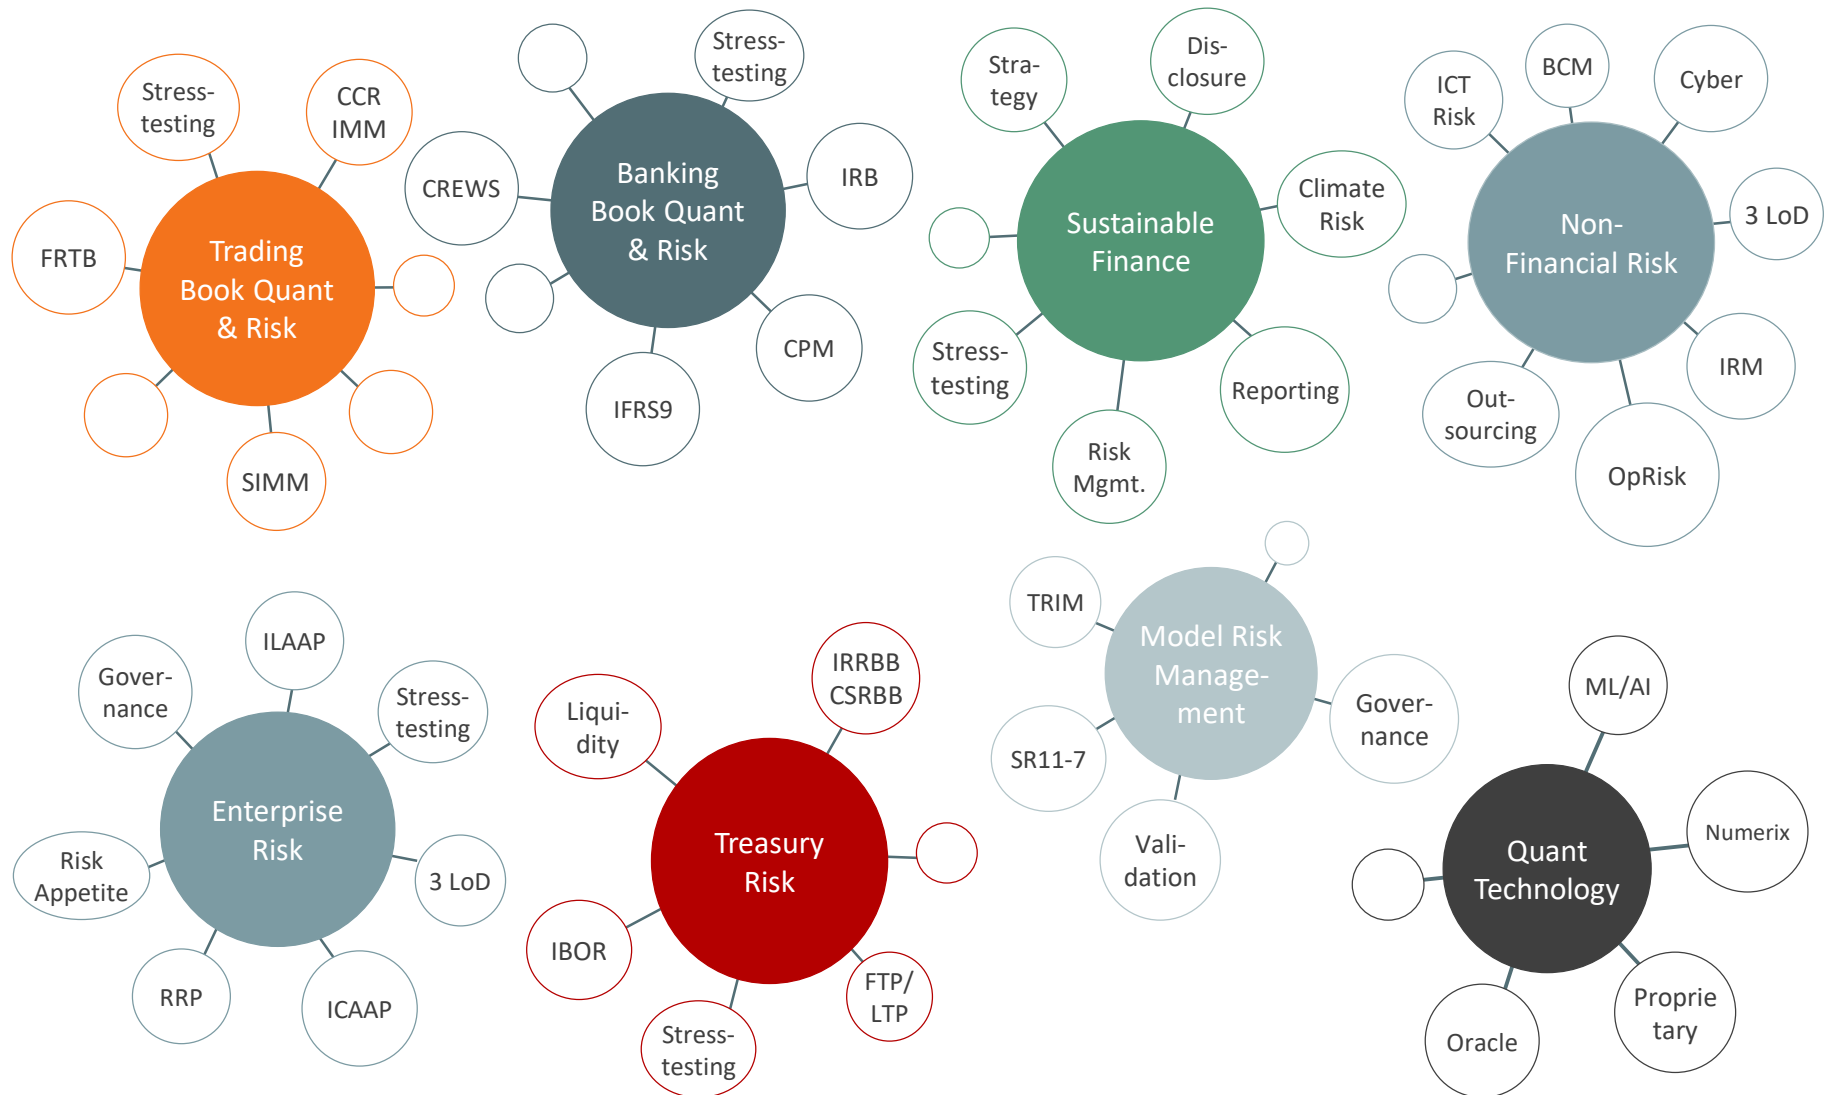 Stress-
testing
CCR
IMM
FRTB
Trading
Book Quant
& Risk
SIMM
Stress-
testing
CREWS
Banking
Book Quant
& Risk
IRB
CPM
IFRS9
Stra-
tegy
Dis-
closure
Sustainable
Finance
Climate
Risk
Stress-
testing
Reporting
Risk
Mgmt.
ICT
Risk
BCM
Cyber
Non-
Financial Risk
3 LoD
IRM
Out-
sourcing
OpRisk
Gover-
nance
ILAAP
Stress-
testing
Enterprise
Risk
Risk
Appetite
3 LoD
RRP
ICAAP
Liqui-
dity
IRRBB
CSRBB
Treasury
Risk
IBOR
FTP/
LTP
Stress-
testing
TRIM
Model Risk
Manage-
ment
Gover-
nance
SR11-7
Vali-
dation
ML/AI
Numerix
Quant
Technology
Proprie
tary
Oracle